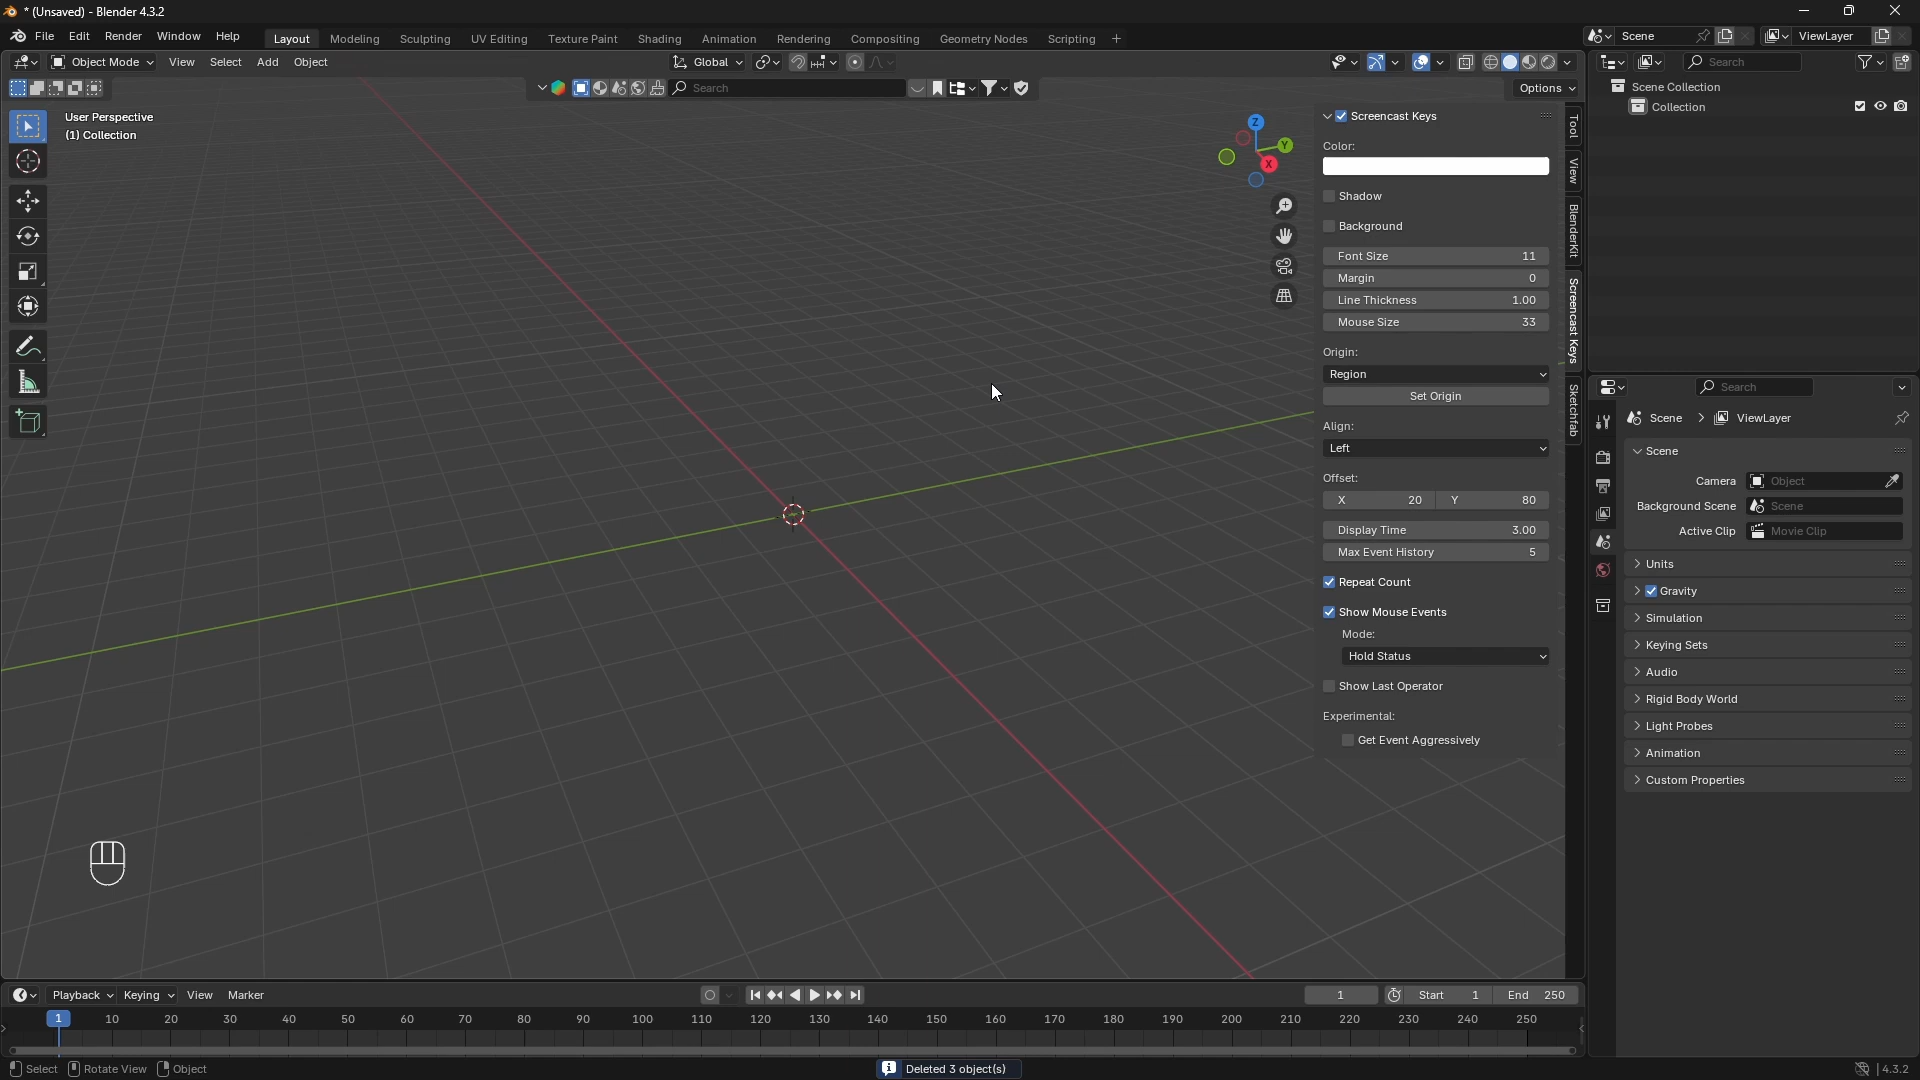 * (Unsaved) - Blender 4.3.2
File Edit Render Window Help Layout Modeling Sculpting UV Editing Texture Paint Shading Animation Rendering Compositing Geometry Nodes Scripting + Scene ViewLayer
Object Mode View Select Add Object Global Search
Search Options
User Perspective
(1) Collection
Z
Y
X
Screencast Keys
Color:
Shadow
Background
Font Size 11
Margin 0
Line Thickness 1.00
Mouse Size 33
Origin:
Region
Set Origin
Align:
Left
Offset:
X 20 Y 80
Display Time 3.00
Max Event History 5
Repeat Count
Show Mouse Events
Mode:
Hold Status
Show Last Operator
Experimental:
Get Event Aggressively
Tool
View
BlenderKit
Screencast Keys
Sketchfab
Scene Collection
Collection
Search
Scene > ViewLayer
Scene
Camera Object
Background Scene Scene
Active Clip Movie Clip
Units
Gravity
Simulation
Keying Sets
Audio
Rigid Body World
Light Probes
Animation
Custom Properties
Playback Keying View Marker 1 Start 1 End 250
1 10 20 30 40 50 60 70 80 90 100 110 120 130 140 150 160 170 180 190 200 210 220 230 240 250
Select Rotate View Object Deleted 3 object(s) 4.3.2